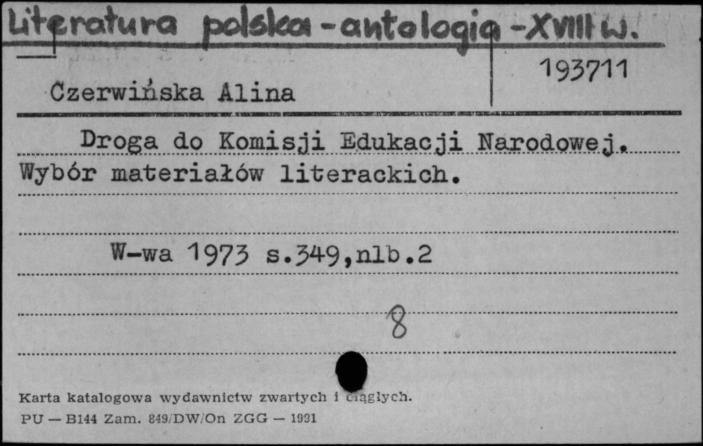 Literatura polska - antologia - XVIII w.
193711
Czerwińska Alina
Droga do Komisji Edukacji Narodowej.
Wybór materiałów literackich.
W-wa 1973 s.349,nlb.2
8
Karta katalogowa wydawnictw zwartych i ciągłych.
PU — B144 Zam. 849/DW/On ZGG — 1991